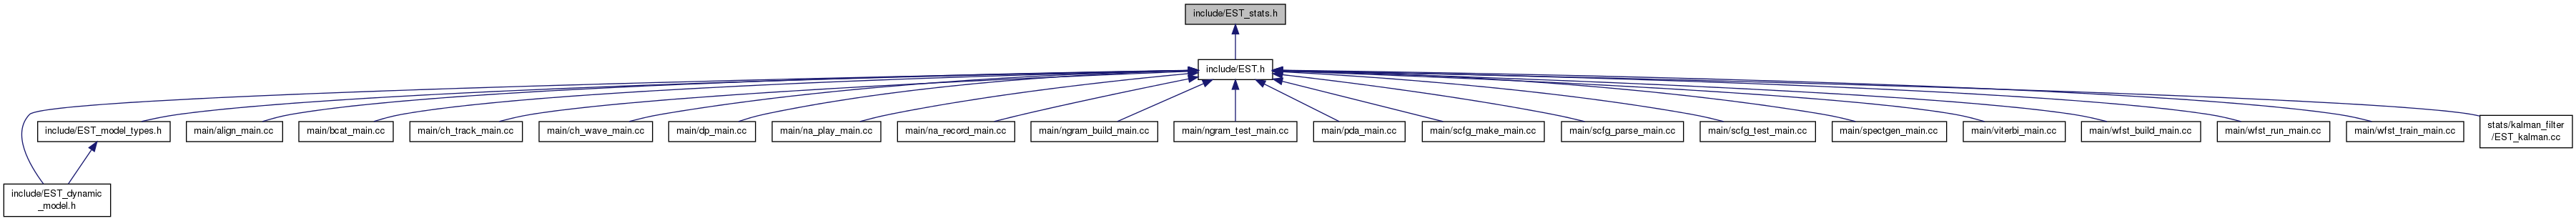 include/EST_stats.h
include/EST.h
include/EST_model_types.h
main/align_main.cc
main/bcat_main.cc
main/ch_track_main.cc
main/ch_wave_main.cc
main/dp_main.cc
main/na_play_main.cc
main/na_record_main.cc
main/ngram_build_main.cc
main/ngram_test_main.cc
main/pda_main.cc
main/scfg_make_main.cc
main/scfg_parse_main.cc
main/scfg_test_main.cc
main/spectgen_main.cc
main/viterbi_main.cc
main/wfst_build_main.cc
main/wfst_run_main.cc
main/wfst_train_main.cc
stats/kalman_filter
/EST_kalman.cc
include/EST_dynamic
_model.h